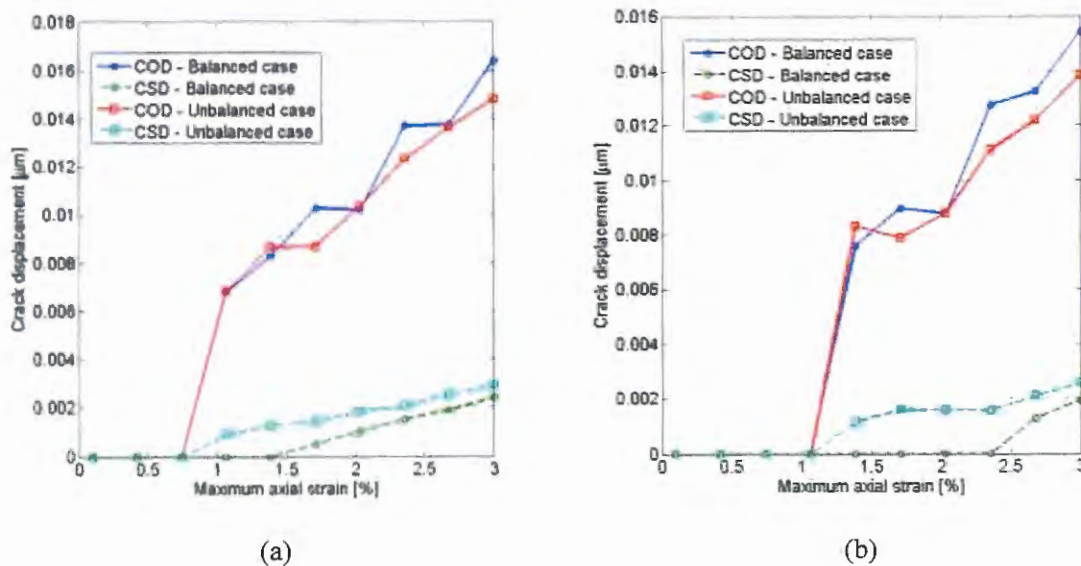 0.018
0.016
0.014
0.012
0.01
0.008
0.006
0.004
0.002
0
Crack displacement [μm]
COD - Balanced case
CSD - Balanced case
COD - Unbalanced case
CSD - Unbalanced case
0 0.5 1 1.5 2 2.5 3
Maximum axial strain [%]
(a)
0.016
0.014
0.012
0.01
0.008
0.006
0.004
0.002
0
Crack displacement [μm]
COD - Balanced case
CSD - Balanced case
COD - Unbalanced case
CSD - Unbalanced case
0 0.5 1 1.5 2 2.5 3
Maximum axial strain [%]
(b)